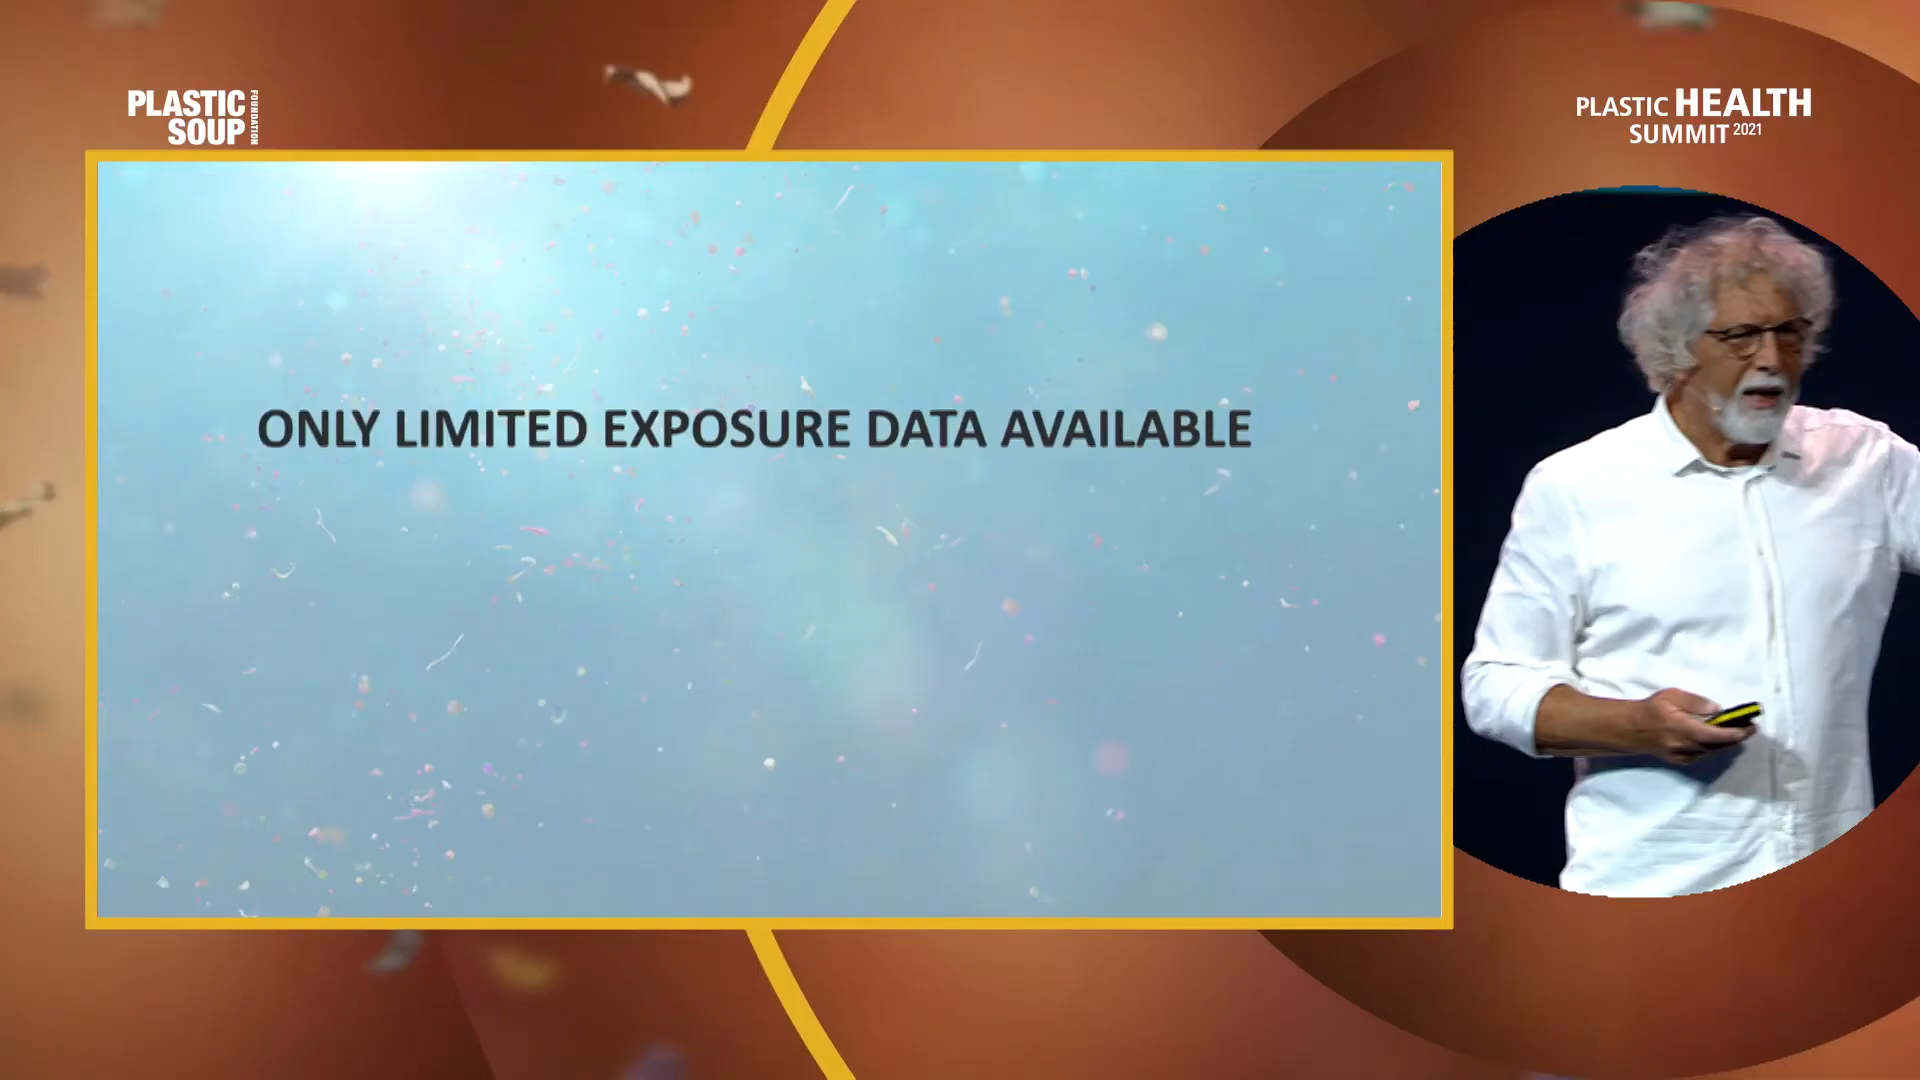 PLASTIC
SOUP
FOUNDATION
PLASTIC HEALTH
SUMMIT 2021
ONLY LIMITED EXPOSURE DATA AVAILABLE